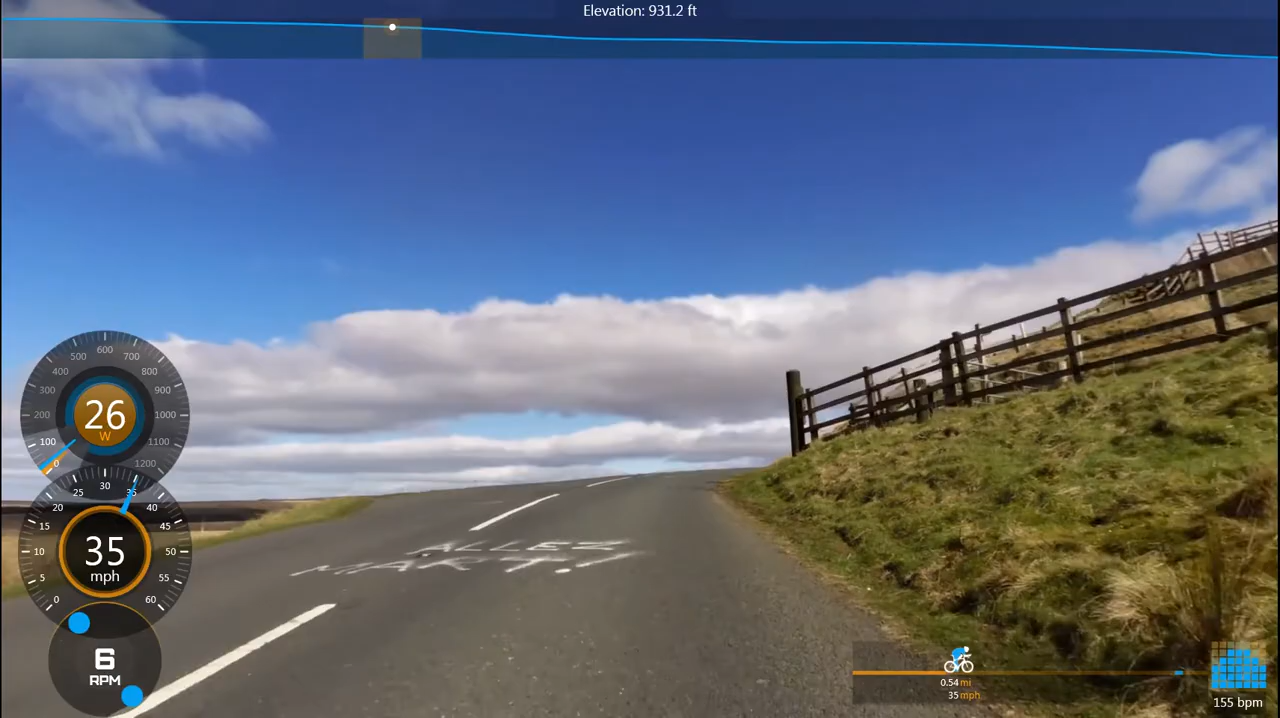 Elevation: 931.2 ft
600
500 700
400 800
300 900
26
W
200 1000
100 1100
0 1200
30
25 35
20 40
15 45
35
mph
10 50
5 55
0 60
ALLEZ
6
RPM
0.54 mi
35 mph
155 bpm